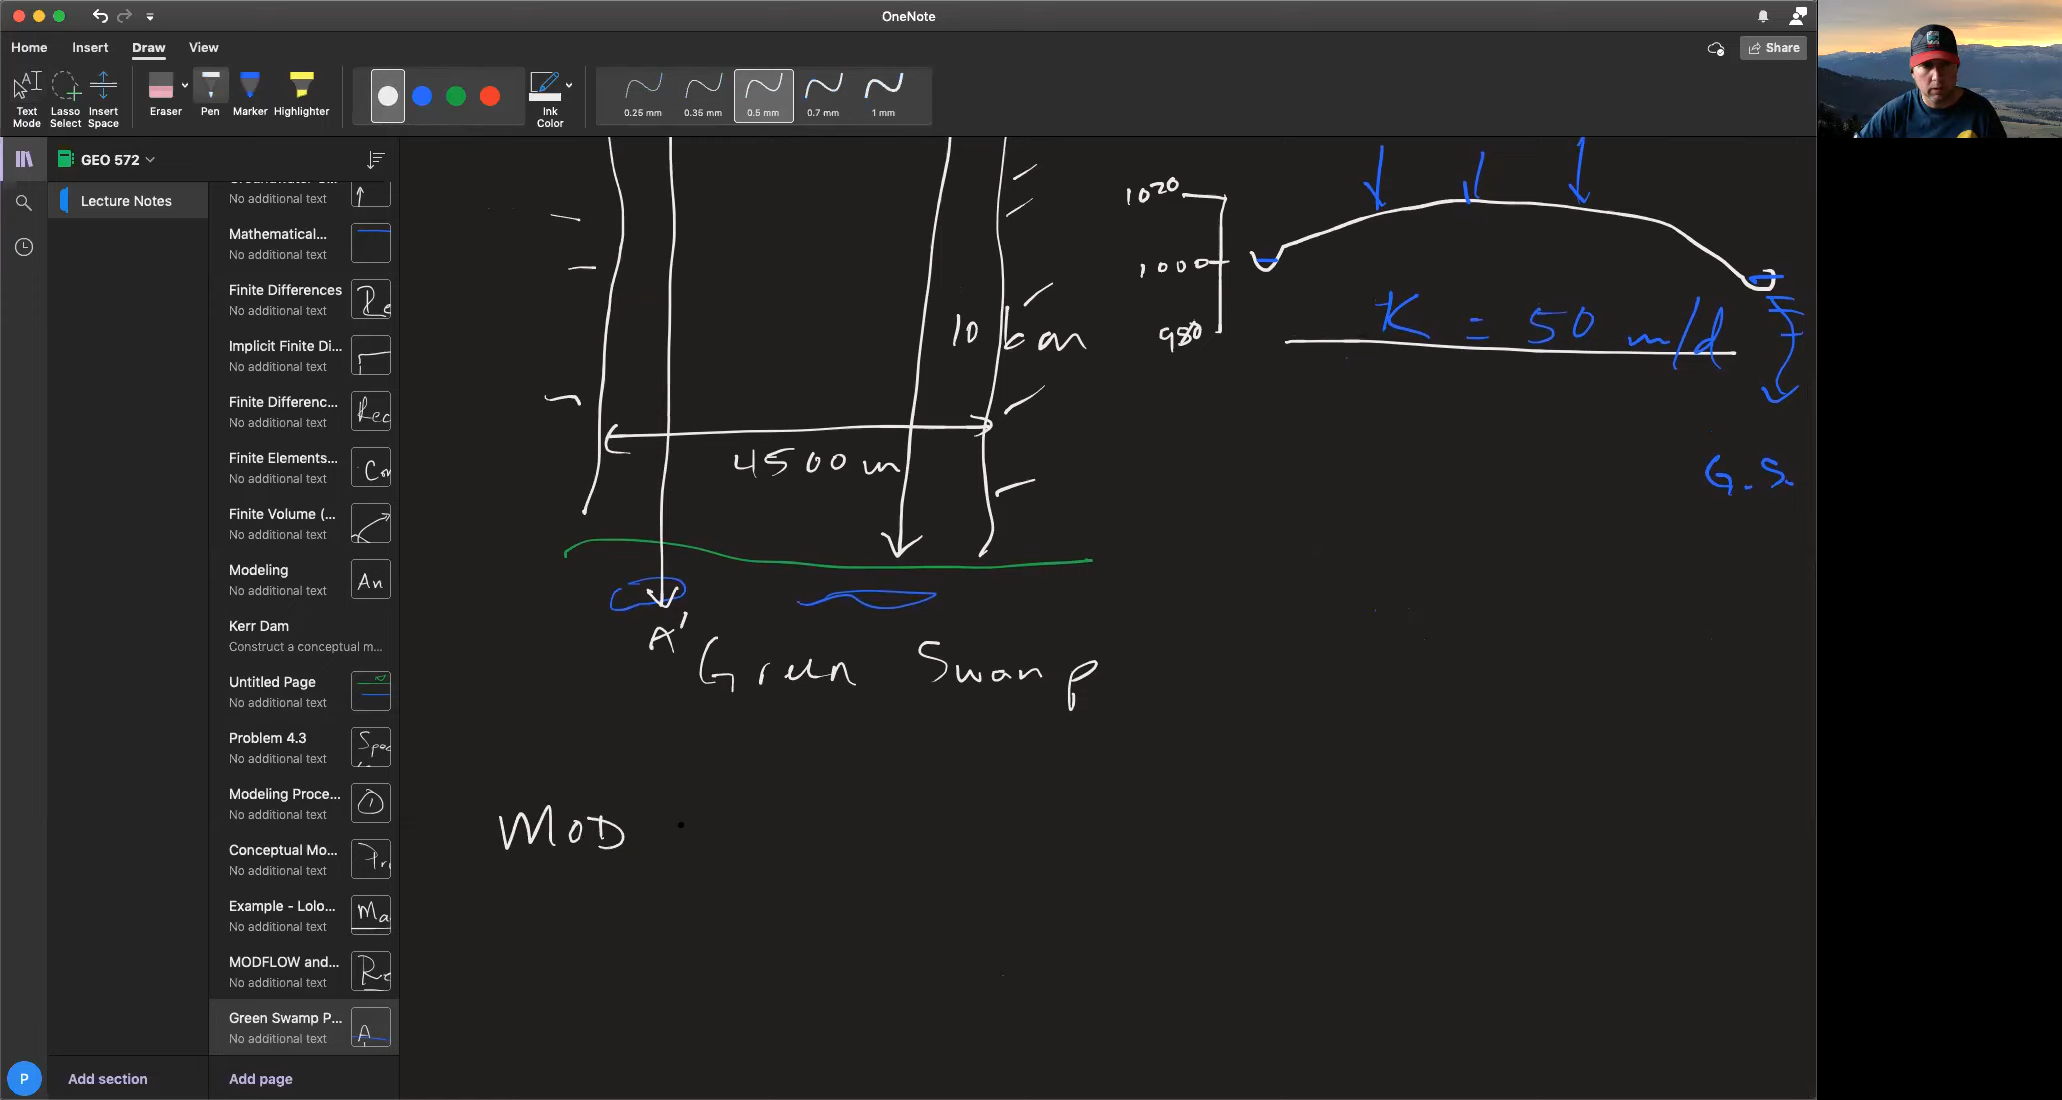 OneNote
Home Insert Draw View
Share
Text Mode
Lasso Select
Insert Space
Eraser
Pen
Marker
Highlighter
Ink Color
0.25 mm
0.35 mm
0.5 mm
0.7 mm
1 mm
GEO 572
Lecture Notes
No additional text
Mathematical...
No additional text
Finite Differences
No additional text
Implicit Finite Di...
No additional text
Finite Differenc...
No additional text
Finite Elements...
No additional text
Finite Volume (...
No additional text
Modeling
No additional text
An
Kerr Dam
Construct a conceptual m...
Untitled Page
No additional text
Problem 4.3
No additional text
Modeling Proce...
No additional text
Conceptual Mo...
No additional text
Example - Lolo...
No additional text
Ma
MODFLOW and...
No additional text
Green Swamp P...
No additional text
A
P
Add section
Add page
1020
1000
980
K = 50 m/d
G.S.
10 km
4500 m
A'
Green Swamp
MOD